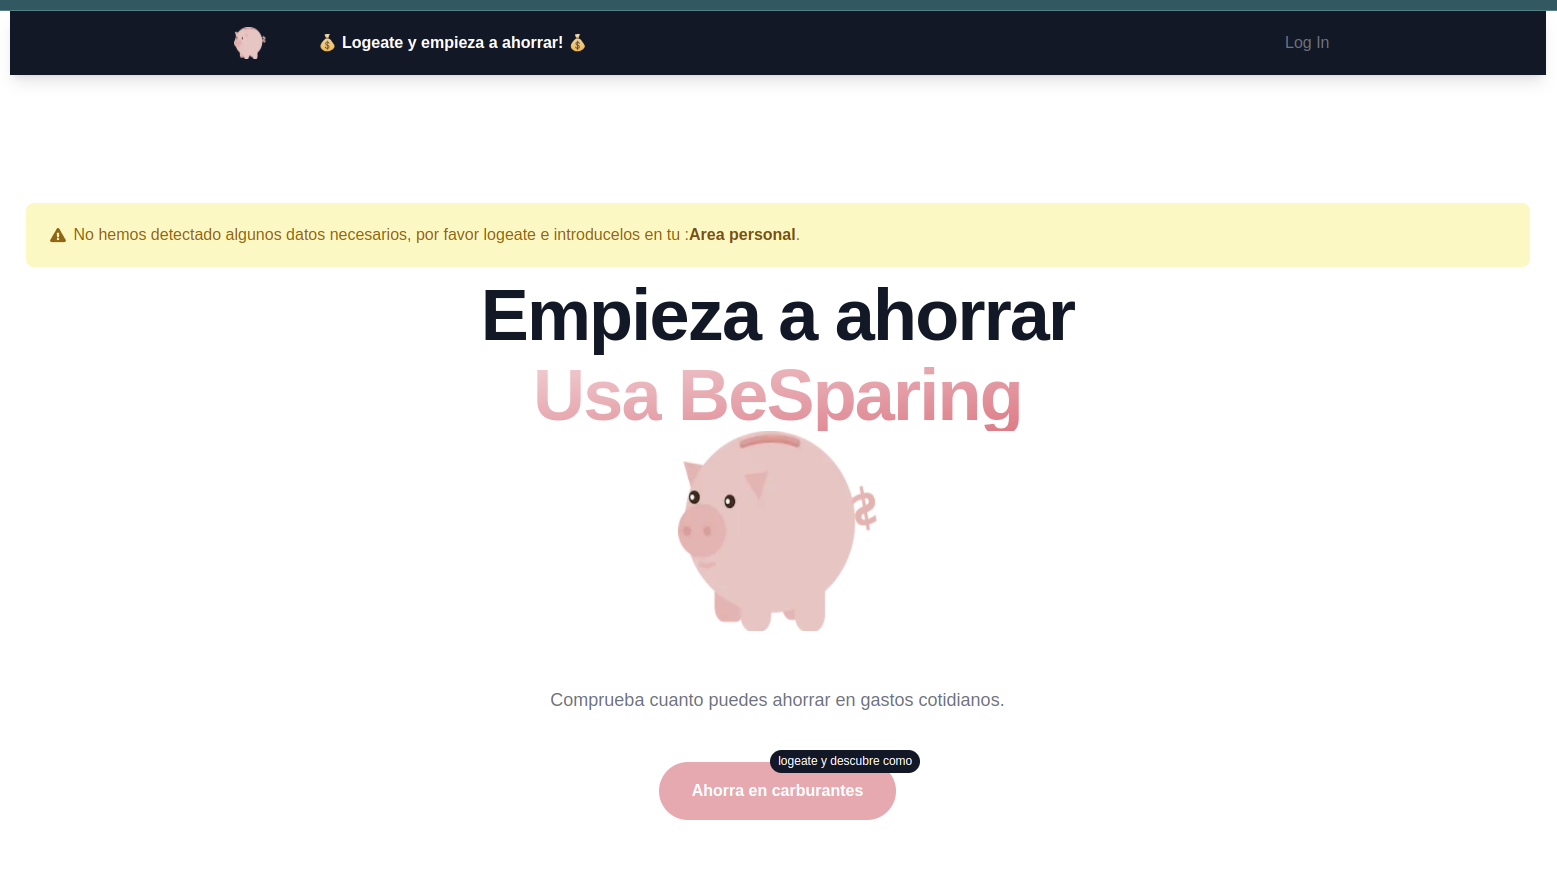 💰 Logeate y empieza a ahorrar! 💰
Log In
No hemos detectado algunos datos necesarios, por favor logeate e introducelos en tu :Area personal.
Empieza a ahorrar
Usa BeSparing
Comprueba cuanto puedes ahorrar en gastos cotidianos.
logeate y descubre como
Ahorra en carburantes